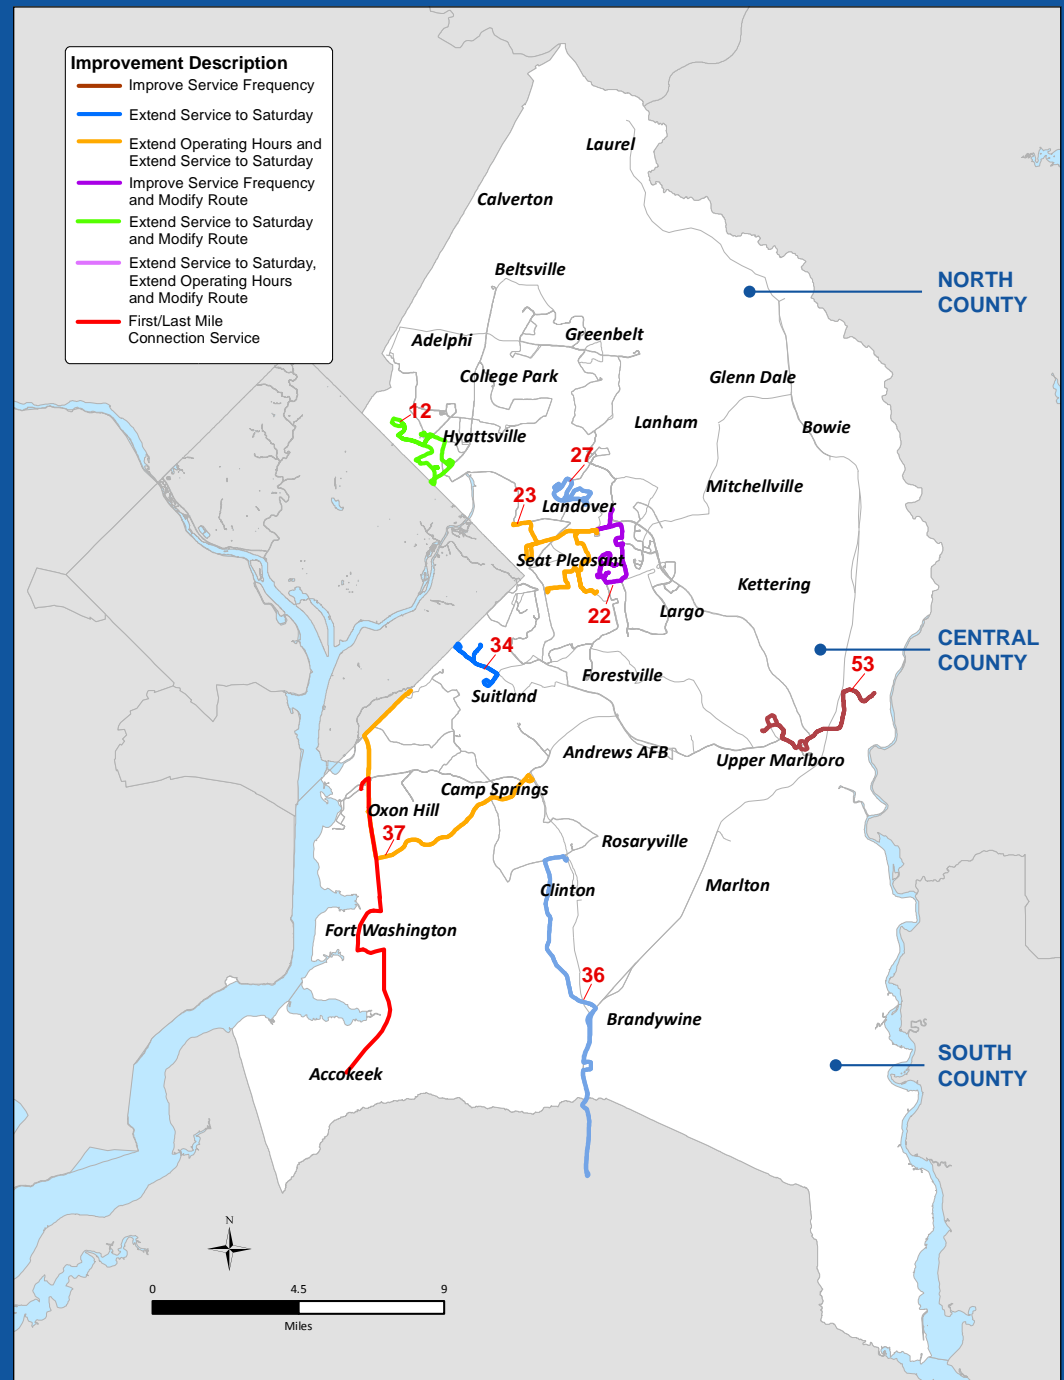 Improvement Description
Improve Service Frequency
Extend Service to Saturday
Extend Operating Hours and
Extend Service to Saturday
Improve Service Frequency
and Modify Route
Extend Service to Saturday
and Modify Route
Extend Service to Saturday,
Extend Operating Hours
and Modify Route
First/Last Mile
Connection Service
Laurel
Calverton
Beltsville
NORTH
COUNTY
Adelphi
Greenbelt
College Park
Glenn Dale
12
Hyattsville
Lanham
Bowie
27
Mitchellville
23
Landover
Seat Pleasant
Kettering
22
Largo
CENTRAL
COUNTY
34
53
Forestville
Suitland
Andrews AFB
Upper Marlboro
Camp Springs
Oxon Hill
37
Rosaryville
Clinton
Marlton
Fort Washington
36
Brandywine
SOUTH
COUNTY
Accokeek
N
0 4.5 9
Miles